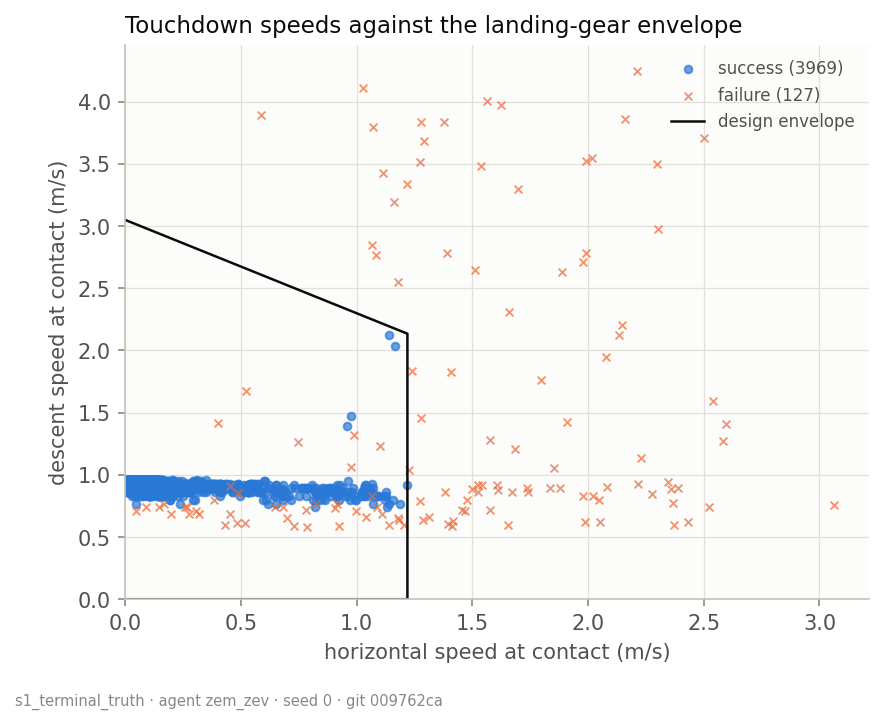 Touchdown speeds against the landing-gear envelope
success (3969)
failure (127)
design envelope
descent speed at contact (m/s)
4.0
3.5
3.0
2.5
2.0
1.5
1.0
0.5
0.0
0.0 0.5 1.0 1.5 2.0 2.5 3.0
horizontal speed at contact (m/s)
s1_terminal_truth · agent zem_zev · seed 0 · git 009762ca